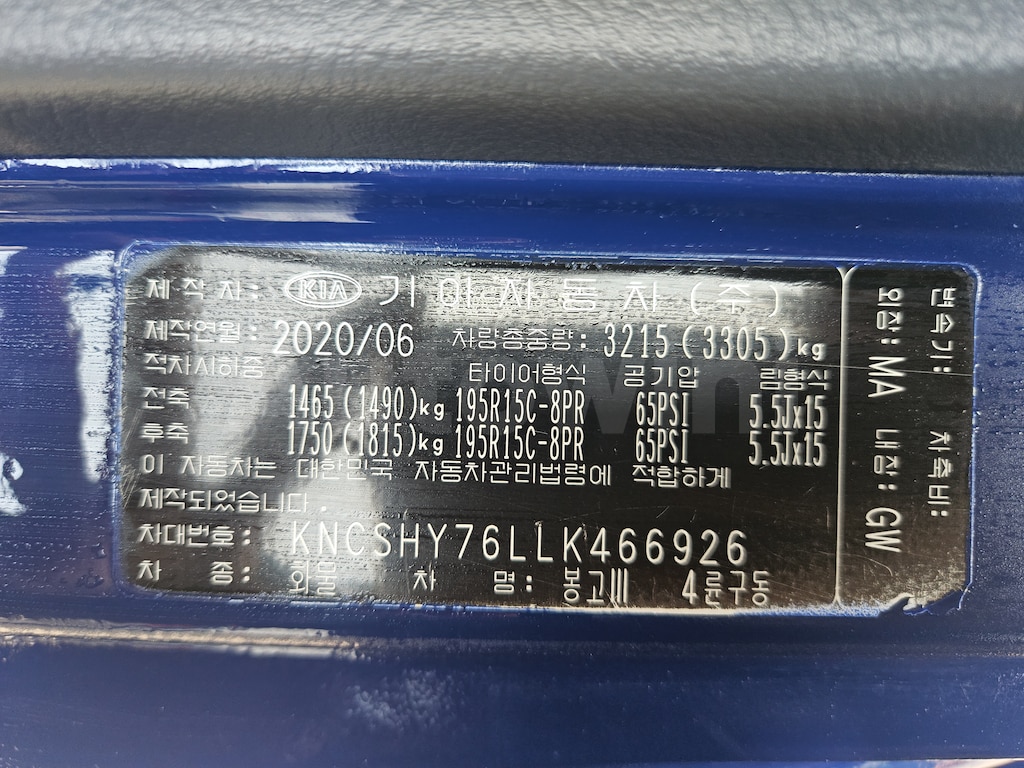 제 작 자: KIA 기 아 자 동 차 (주)
제작연월: 2020/06 차량총중량: 3215 (3305) kg
적차시하중 타이어형식 공기압 림형식
전축 1465 (1490) kg 195R15C-8PR 65PSI 5.5Jx15
후축 1750 (1815) kg 195R15C-8PR 65PSI 5.5Jx15
이 자동차는 대한민국 자동차관리법령에 적합하게
제작되었습니다.
차대번호: KNCSHY76LLK466926
차 종: 화물 차 명: 봉고Ⅲ 4륜구동
변속기: 차축비:
외장: MA 내장: GW